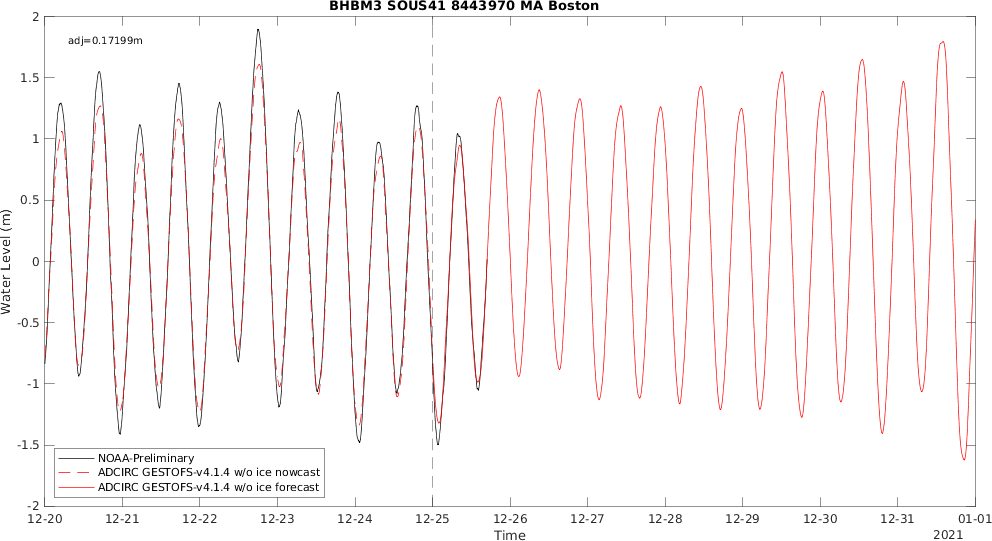 BHBM3 SOUS41 8443970 MA Boston
adj=0.17199m
2
1.5
1
0.5
0
-0.5
-1
-1.5
-2
Water Level (m)
NOAA-Preliminary
ADCIRC GESTOFS-v4.1.4 w/o ice nowcast
ADCIRC GESTOFS-v4.1.4 w/o ice forecast
12-20 12-21 12-22 12-23 12-24 12-25 12-26 12-27 12-28 12-29 12-30 12-31 01-01
Time
2021